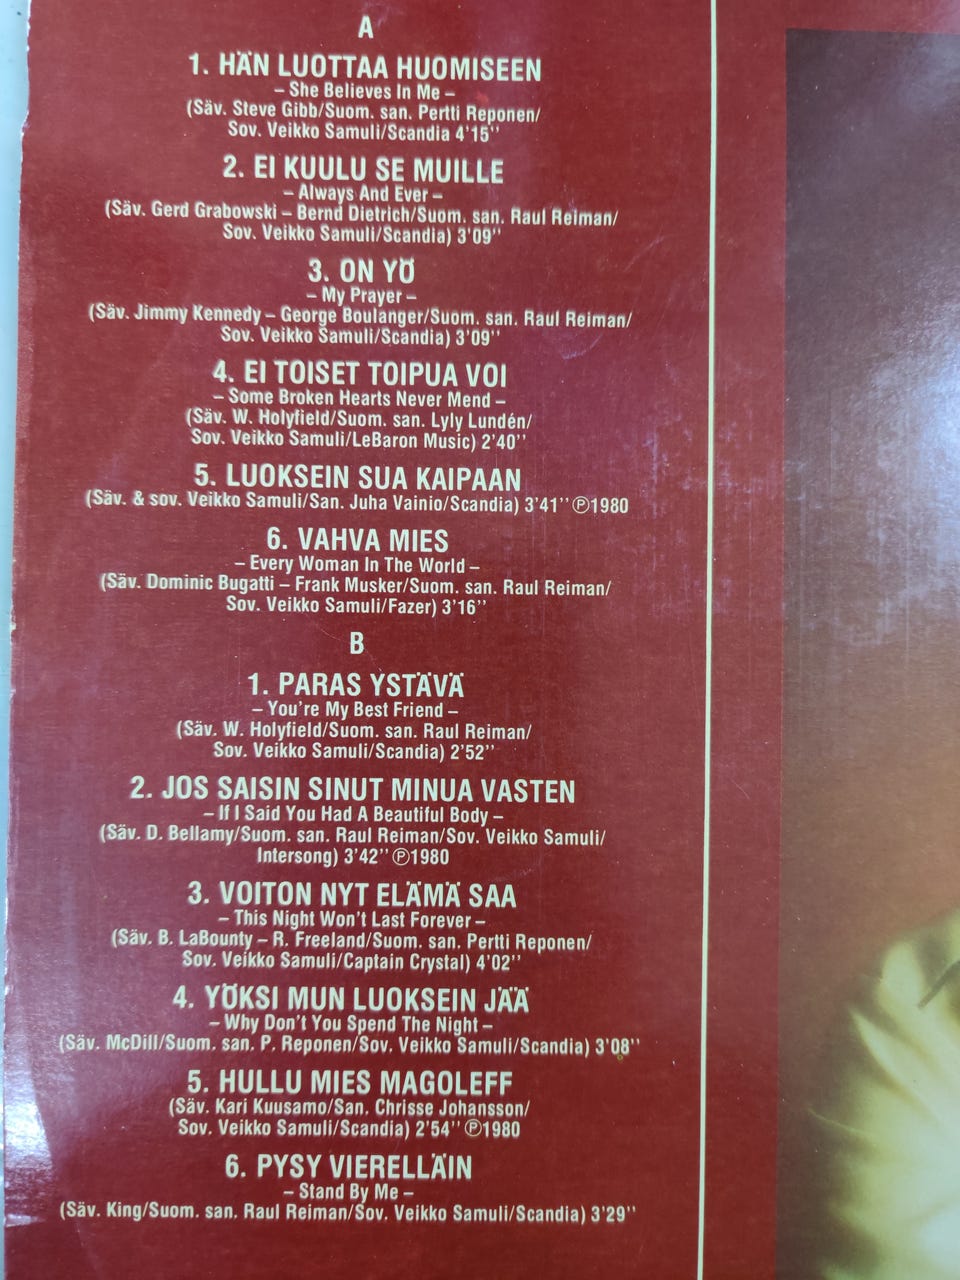 A
1. HÄN LUOTTAA HUOMISEEN
– She Believes In Me –
(Säv. Steve Gibb/Suom. san. Pertti Reponen/
Sov. Veikko Samuli/Scandia 4'15''
2. EI KUULU SE MUILLE
– Always And Ever –
(Säv. Gerd Grabowski – Bernd Dietrich/Suom. san. Raul Reiman/
Sov. Veikko Samuli/Scandia) 3'09''
3. ON YÖ
– My Prayer –
(Säv. Jimmy Kennedy – George Boulanger/Suom. san. Raul Reiman/
Sov. Veikko Samuli/Scandia) 3'09''
4. EI TOISET TOIPUA VOI
– Some Broken Hearts Never Mend –
(Säv. W. Holyfield/Suom. san. Lyly Lundén/
Sov. Veikko Samuli/LeBaron Music) 2'40''
5. LUOKSEIN SUA KAIPAAN
(Säv. & sov. Veikko Samuli/San. Juha Vainio/Scandia) 3'41'' ℗1980
6. VAHVA MIES
– Every Woman In The World –
(Säv. Dominic Bugatti – Frank Musker/Suom. san. Raul Reiman/
Sov. Veikko Samuli/Fazer) 3'16''
B
1. PARAS YSTÄVÄ
– You're My Best Friend –
(Säv. W. Holyfield/Suom. san. Raul Reiman/
Sov. Veikko Samuli/Scandia) 2'52''
2. JOS SAISIN SINUT MINUA VASTEN
– If I Said You Had A Beautiful Body –
(Säv. D. Bellamy/Suom. san. Raul Reiman/Sov. Veikko Samuli/
Intersong) 3'42'' ℗1980
3. VOITON NYT ELÄMÄ SAA
– This Night Won't Last Forever –
(Säv. B. LaBounty – R. Freeland/Suom. san. Pertti Reponen/
Sov. Veikko Samuli/Captain Crystal) 4'02''
4. YÖKSI MUN LUOKSEIN JÄÄ
– Why Don't You Spend The Night –
(Säv. McDill/Suom. san. P. Reponen/Sov. Veikko Samuli/Scandia) 3'08''
5. HULLU MIES MAGOLEFF
(Säv. Kari Kuusamo/San. Chrisse Johansson/
Sov. Veikko Samuli/Scandia) 2'54'' ℗1980
6. PYSY VIERELLÄIN
– Stand By Me –
(Säv. King/Suom. san. Raul Reiman/Sov. Veikko Samuli/Scandia) 3'29''